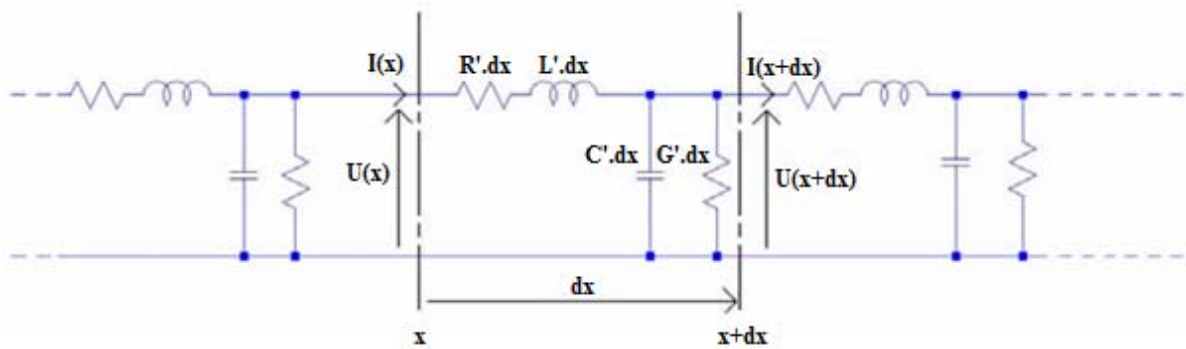 I(x) R'.dx L'.dx I(x+dx)
U(x) C'.dx G'.dx U(x+dx)
dx
x x+dx